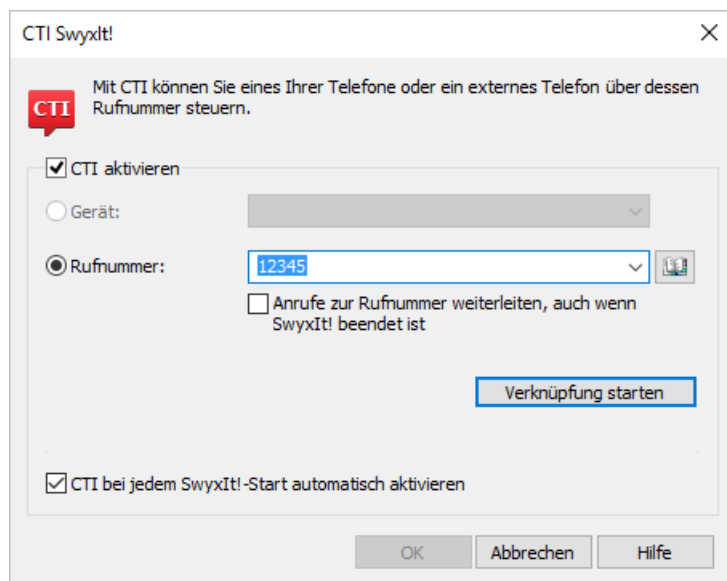 CTI SwyxIt!
CTI
Mit CTI können Sie eines Ihrer Telefone oder ein externes Telefon über dessen
Rufnummer steuern.
CTI aktivieren
Gerät:
Rufnummer: 12345
Anrufe zur Rufnummer weiterleiten, auch wenn
SwyxIt! beendet ist
Verknüpfung starten
CTI bei jedem SwyxIt!-Start automatisch aktivieren
OK Abbrechen Hilfe